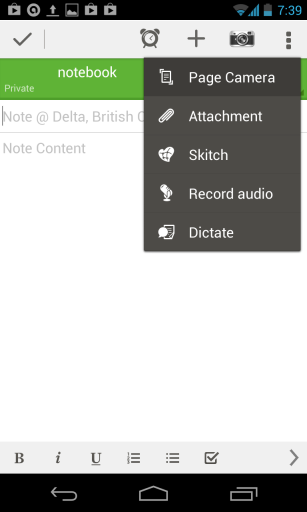 7:39
notebook
Private
Note @ Delta, British C
Note Content
Page Camera
Attachment
Skitch
Record audio
Dictate
B i U